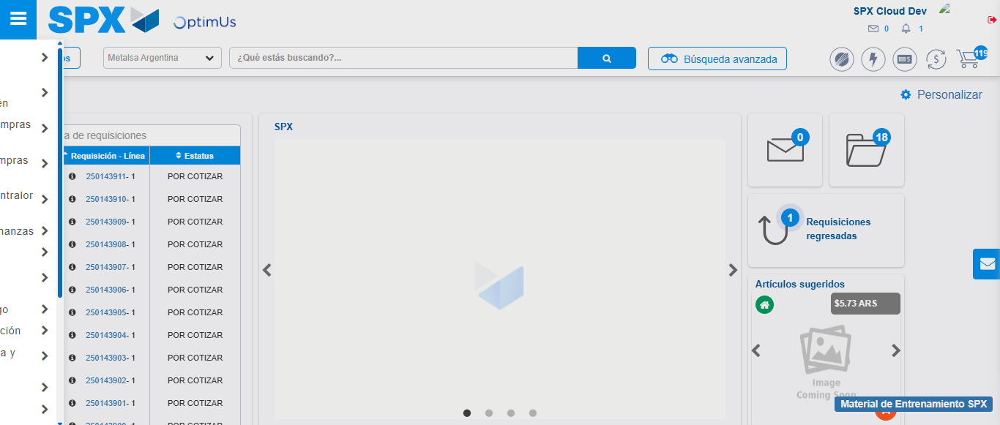 SPX
OptimUs
SPX Cloud Dev
0
1
os
Metalsa Argentina
¿Qué estás buscando?...
Búsqueda avanzada
119
Personalizar
én
mpras
mpras
ntralor
nanzas
go
ción
a y
a de requisiciones
Requisición - Línea
Estatus
250143911- 1 POR COTIZAR
250143910- 1 POR COTIZAR
250143909- 1 POR COTIZAR
250143908- 1 POR COTIZAR
250143907- 1 POR COTIZAR
250143906- 1 POR COTIZAR
250143905- 1 POR COTIZAR
250143904- 1 POR COTIZAR
250143903- 1 POR COTIZAR
250143902- 1 POR COTIZAR
250143901- 1 POR COTIZAR
250143900- 1 POR COTIZAR
SPX
0
18
1
Requisiciones
regresadas
Artículos sugeridos
$5.73 ARS
Image
Coming Soon
Material de Entrenamiento SPX